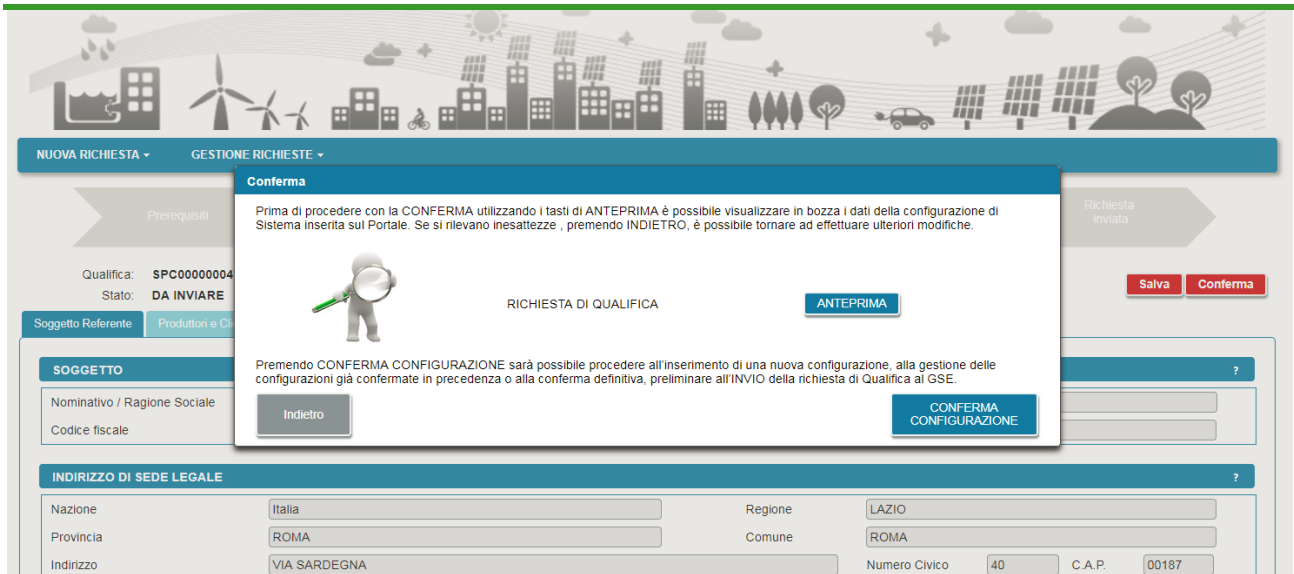 NUOVA RICHIESTA
GESTIONE RICHIESTE
Conferma
Prerequisiti
Prima di procedere con la CONFERMA utilizzando i tasti di ANTEPRIMA è possibile visualizzare in bozza i dati della configurazione di
Sistema inserita sul Portale. Se si rilevano inesattezze , premendo INDIETRO, è possibile tornare ad effettuare ulteriori modifiche.
Richiesta
inviata
Qualifica: SPC00000004
Stato: DA INVIARE
RICHIESTA DI QUALIFICA
ANTEPRIMA
Salva Conferma
Soggetto Referente
Produttori e Cli
Premendo CONFERMA CONFIGURAZIONE sarà possibile procedere all'inserimento di una nuova configurazione, alla gestione delle
configurazioni già confermate in precedenza o alla conferma definitiva, preliminare all'INVIO della richiesta di Qualifica al GSE.
SOGGETTO ?
Nominativo / Ragione Sociale
Codice fiscale
Indietro
CONFERMA
CONFIGURAZIONE
INDIRIZZO DI SEDE LEGALE ?
Nazione Italia Regione LAZIO
Provincia ROMA Comune ROMA
Indirizzo VIA SARDEGNA Numero Civico 40 C.A.P. 00187